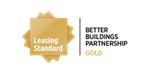 Leasing
Standard
BETTER
BUILDINGS
PARTNERSHIP
GOLD